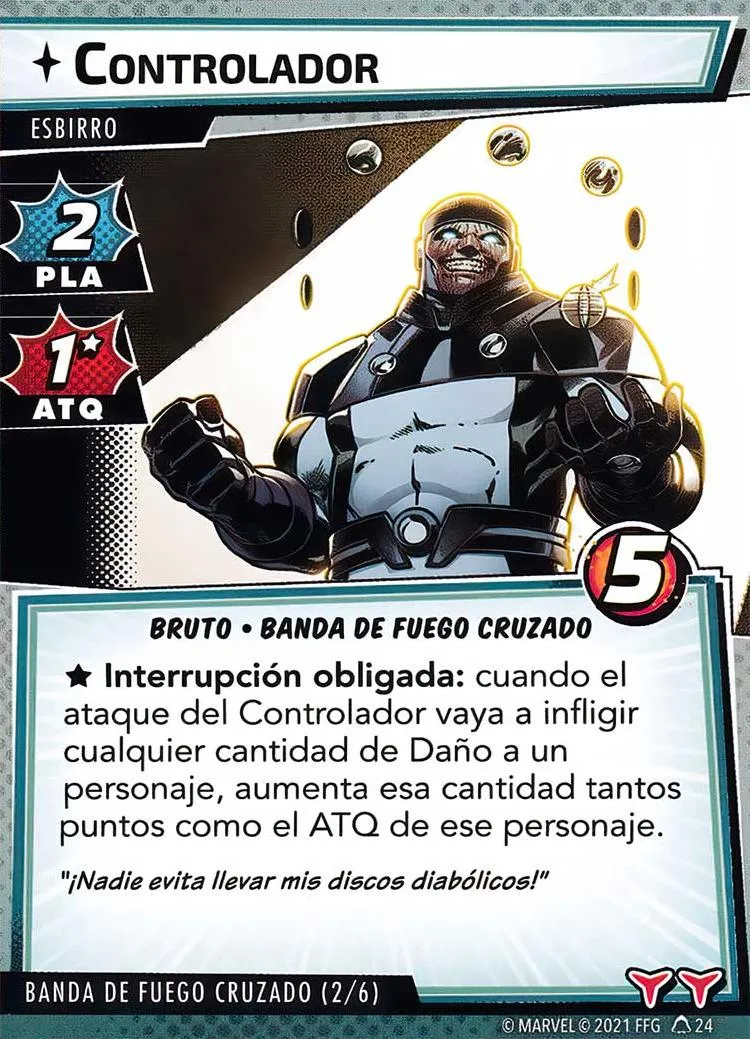 CONTROLADOR
ESBIRRO
2
PLA
1★
ATQ
5
BRUTO • BANDA DE FUEGO CRUZADO
★ Interrupción obligada: cuando el
ataque del Controlador vaya a infligir
cualquier cantidad de Daño a un
personaje, aumenta esa cantidad tantos
puntos como el ATQ de ese personaje.
"¡Nadie evita llevar mis discos diabólicos!"
BANDA DE FUEGO CRUZADO (2/6)
© MARVEL © 2021 FFG 24